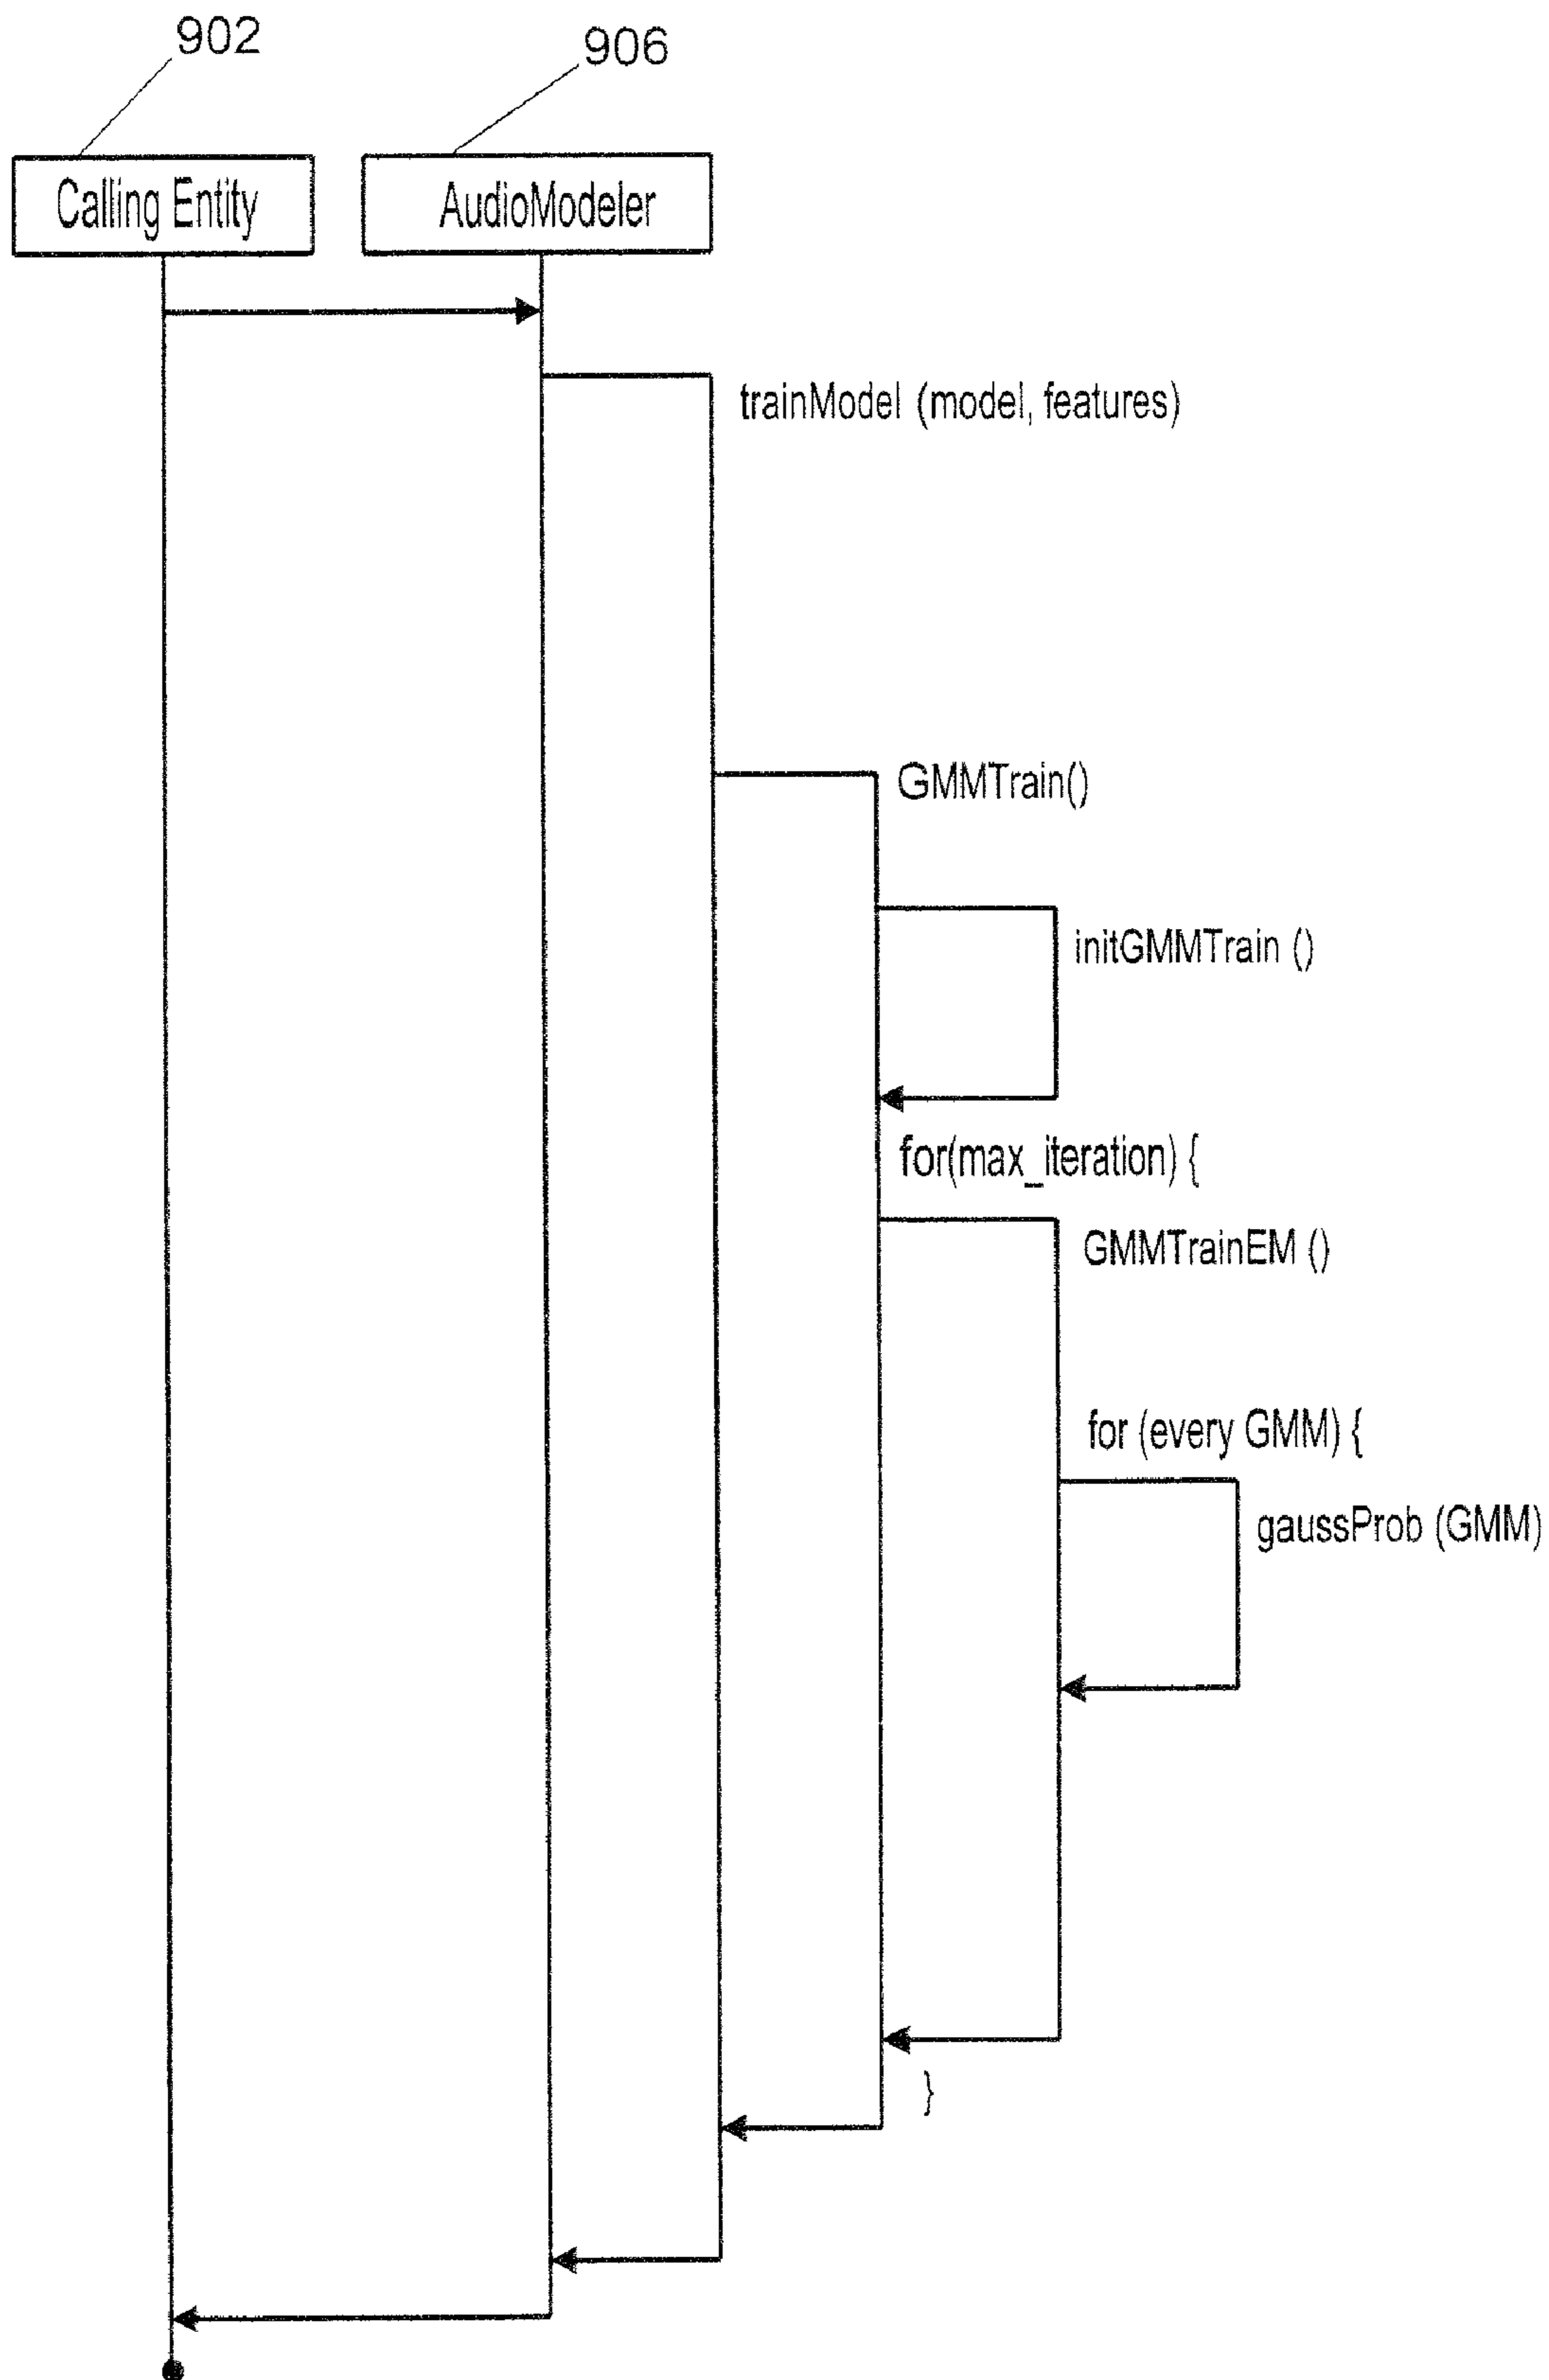 902
906
Calling Entity
AudioModeler
trainModel (model, features)
GMMTrain()
initGMMTrain ()
for(max_iteration) {
GMMTrainEM ()
for (every GMM) {
gaussProb (GMM)
}